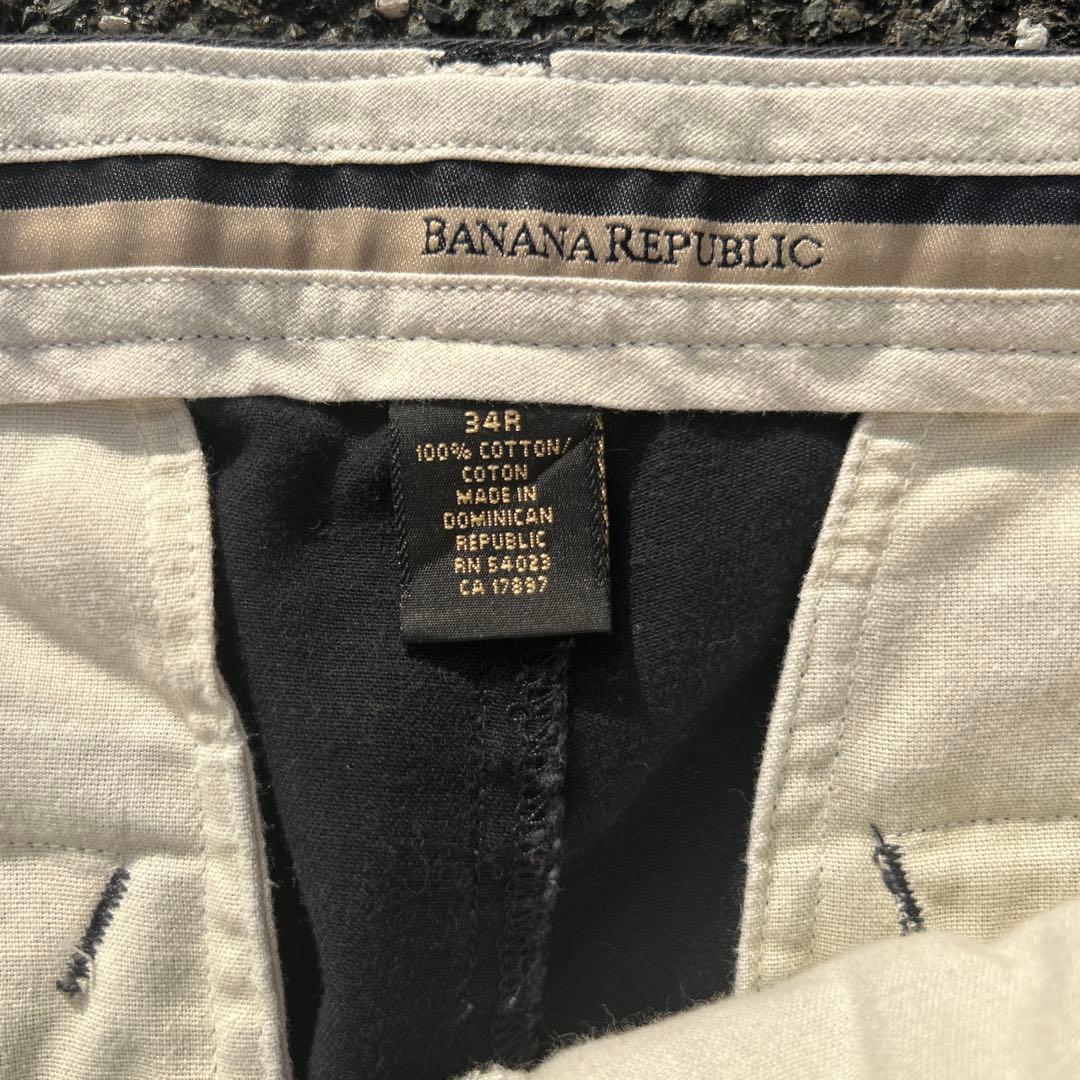 BANANA REPUBLIC
34R
100% COTTON/
COTON
MADE IN
DOMINICAN
REPUBLIC
RN 54023
CA 17897